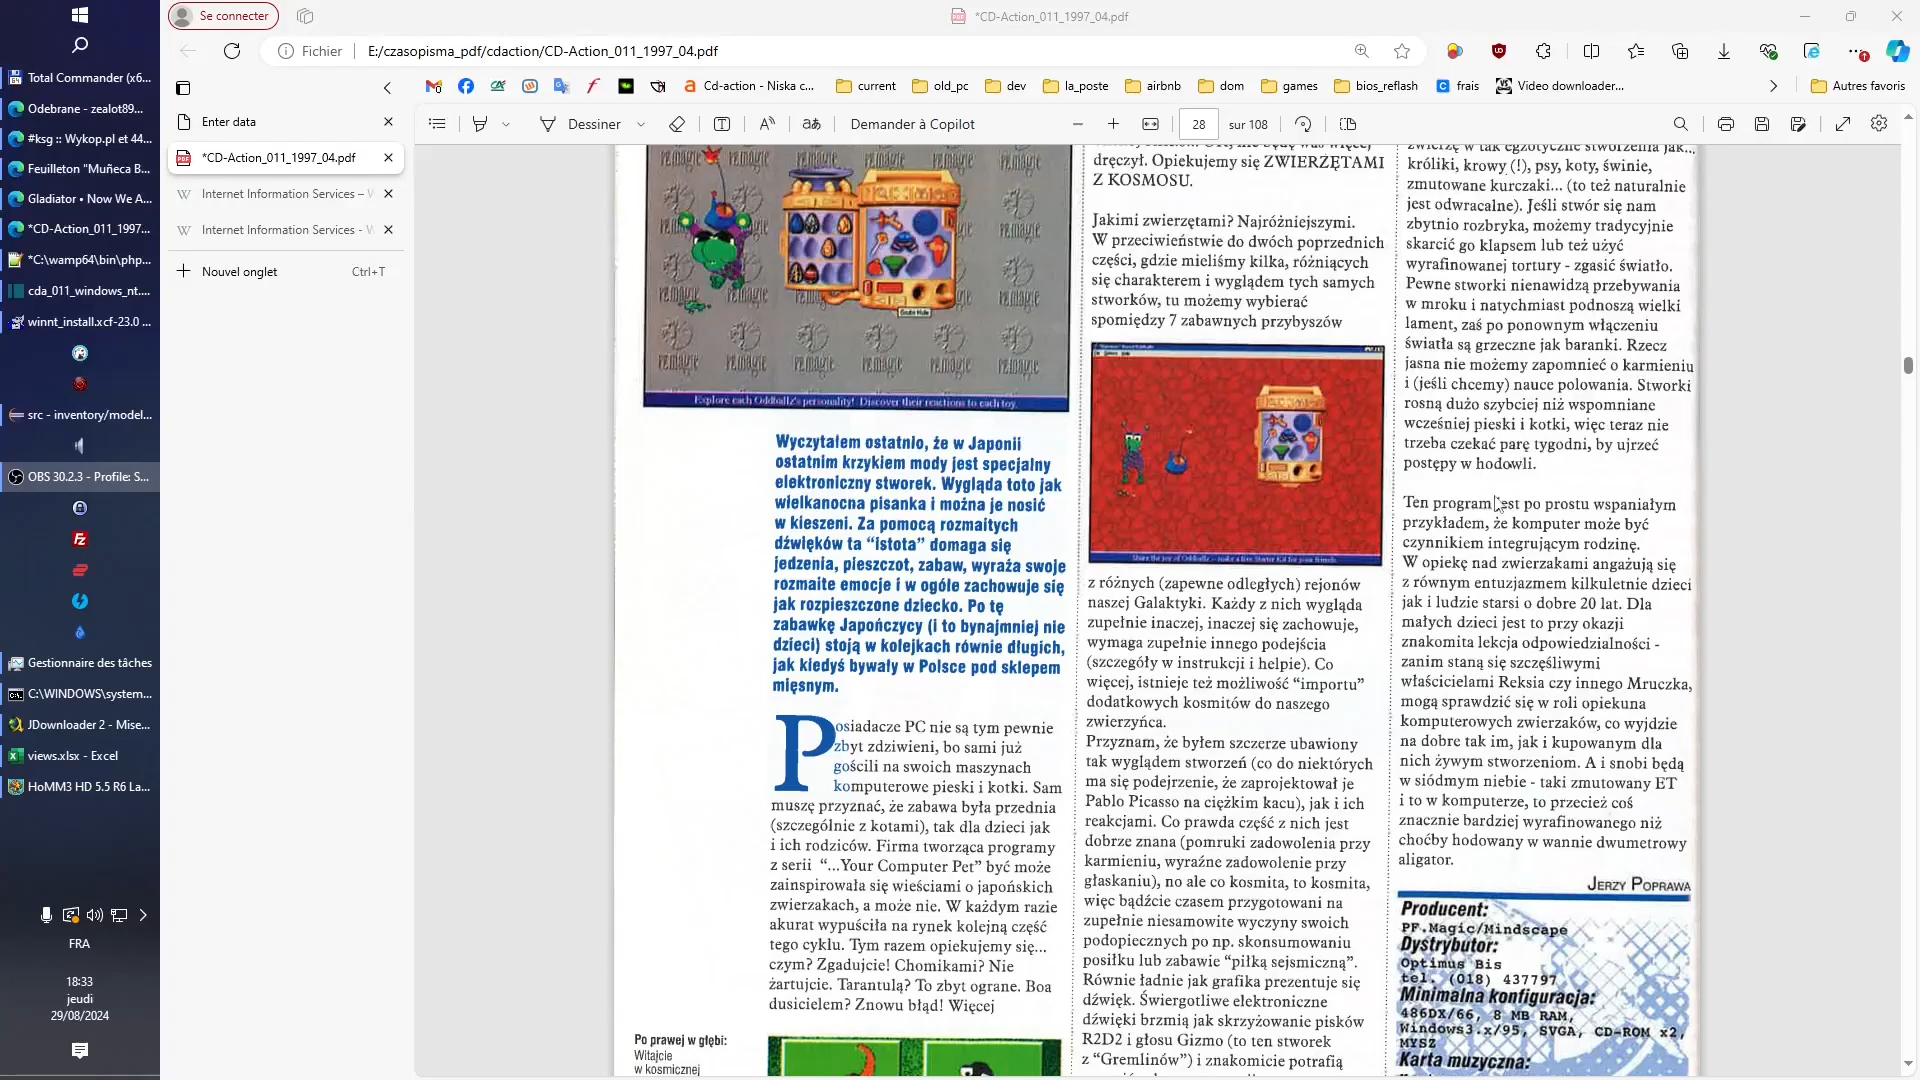 Se connecter
*CD-Action_011_1997_04.pdf
Fichier
E:/czasopisma_pdf/cdaction/CD-Action_011_1997_04.pdf
Cd-action - Niska c...
current
old_pc
dev
la_poste
airbnb
dom
games
bios_reflash
frais
Video downloader...
Autres favoris
Total Commander (x6...
Odebrane - zealot89...
#ksg :: Wykop.pl et 44...
Feuilleton "Muñeca B...
Gladiator • Now We A...
*CD-Action_011_1997...
*C:\wamp64\bin\php...
cda_011_windows_nt....
winnt_install.xcf-23.0 ...
src - inventory/model...
OBS 30.2.3 - Profile: S...
Gestionnaire des tâches
C:\WINDOWS\system...
JDownloader 2 - Mise...
views.xlsx - Excel
HoMM3 HD 5.5 R6 La...
FRA
18:33
jeudi
29/08/2024
Enter data
*CD-Action_011_1997_04.pdf
Internet Information Services –
Internet Information Services -
Nouvel onglet
Ctrl+T
Dessiner
Demander à Copilot
28
sur 108
PF.Magic
Explore each Oddballz's personality! Discover their reactions to each toy.
Wyczytałem ostatnio, że w Japonii
ostatnim krzykiem mody jest specjalny
elektroniczny stworek. Wygląda toto jak
wielkanocna pisanka i można je nosić
w kieszeni. Za pomocą rozmaitych
dźwięków ta “istota” domaga się
jedzenia, pieszczot, zabaw, wyraża swoje
rozmaite emocje i w ogóle zachowuje się
jak rozpieszczone dziecko. Po tę
zabawkę Japończycy (i to bynajmniej nie
dzieci) stoją w kolejkach równie długich,
jak kiedyś bywały w Polsce pod sklepem
mięsnym.
Posiadacze PC nie są tym pewnie
zbyt zdziwieni, bo sami już
gościli na swoich maszynach
komputerowe pieski i kotki. Sam
muszę przyznać, że zabawa była przednia
(szczególnie z kotami), tak dla dzieci jak
i ich rodziców. Firma tworząca programy
z serii “...Your Computer Pet” być może
zainspirowała się wieściami o japońskich
zwierzakach, a może nie. W każdym razie
akurat wypuściła na rynek kolejną część
tego cyklu. Tym razem opiekujemy się...
czym? Zgadujcie! Chomikami? Nie
żartujcie. Tarantulą? To zbyt ograne. Boa
dusicielem? Znowu błąd! Więcej
Po prawej w głębi:
Witajcie
w kosmicznej
dręczył. Opiekujemy się ZWIERZĘTAMI
Z KOSMOSU.
Jakimi zwierzętami? Najróżniejszymi.
W przeciwieństwie do dwóch poprzednich
części, gdzie mieliśmy kilka, różniących
się charakterem i wyglądem tych samych
stworków, tu możemy wybierać
spomiędzy 7 zabawnych przybyszów
z różnych (zapewne odległych) rejonów
naszej Galaktyki. Każdy z nich wygląda
zupełnie inaczej, inaczej się zachowuje,
wymaga zupełnie innego podejścia
(szczegóły w instrukcji i helpie). Co
więcej, istnieje też możliwość “importu”
dodatkowych kosmitów do naszego
zwierzyńca.
Przyznam, że byłem szczerze ubawiony
tak wyglądem stworzeń (co do niektórych
ma się podejrzenie, że zaprojektował je
Pablo Picasso na ciężkim kacu), jak i ich
reakcjami. Co prawda część z nich jest
dobrze znana (pomruki zadowolenia przy
karmieniu, wyraźne zadowolenie przy
głaskaniu), no ale co kosmita, to kosmita,
więc bądźcie czasem przygotowani na
zupełnie niesamowite wyczyny swoich
podopiecznych po np. skonsumowaniu
posiłku lub zabawie “piłką sejsmiczną”.
Równie ładnie jak grafika prezentuje się
dźwięk. Świergotliwe elektroniczne
dźwięki brzmią jak skrzyżowanie pisków
R2D2 i głosu Gizmo (to ten stworek
z “Gremlinów”) i znakomicie potrafią
zwierzę w tak egzotyczne stworzenia jak...
króliki, krowy (!), psy, koty, świnie,
zmutowane kurczaki... (to też naturalnie
jest odwracalne). Jeśli stwór się nam
zbytnio rozbryka, możemy tradycyjnie
skarcić go klapsem lub też użyć
wyrafinowanej tortury - zgasić światło.
Pewne stworki nienawidzą przebywania
w mroku i natychmiast podnoszą wielki
lament, zaś po ponownym włączeniu
światła są grzeczne jak baranki. Rzecz
jasna nie możemy zapomnieć o karmieniu
i (jeśli chcemy) nauce polowania. Stworki
rosną dużo szybciej niż wspomniane
wcześniej pieski i kotki, więc teraz nie
trzeba czekać parę tygodni, by ujrzeć
postępy w hodowli.
Ten program jest po prostu wspaniałym
przykładem, że komputer może być
czynnikiem integrującym rodzinę.
W opiekę nad zwierzakami angażują się
z równym entuzjazmem kilkuletnie dzieci
jak i ludzie starsi o dobre 20 lat. Dla
małych dzieci jest to przy okazji
znakomita lekcja odpowiedzialności -
zanim staną się szczęśliwymi
właścicielami Reksia czy innego Mruczka,
mogą sprawdzić się w roli opiekuna
komputerowych zwierzaków, co wyjdzie
na dobre tak im, jak i kupowanym dla
nich żywym stworzeniom. A i snobi będą
w siódmym niebie - taki zmutowany ET
i to w komputerze, to przecież coś
znacznie bardziej wyrafinowanego niż
choćby hodowany w wannie dwumetrowy
aligator.
JERZY POPRAWA
Producent:
PF.Magic/Mindscape
Dystrybutor:
Optimus Bis
tel. (018) 437797
Minimalna konfiguracja:
486DX/66, 8 MB RAM,
Windows3.x/95, SVGA, CD-ROM x2,
MYSZ
Karta muzyczna: